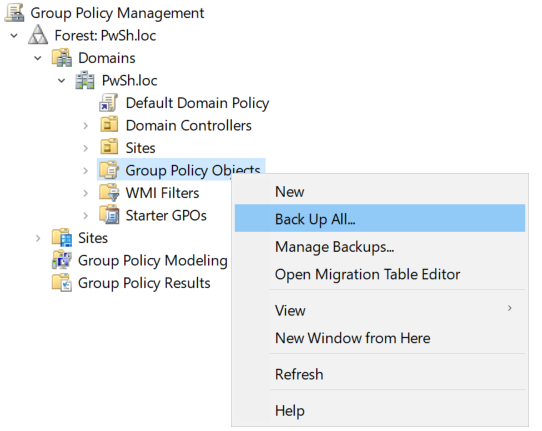 Group Policy Management
Forest: PwSh.loc
Domains
PwSh.loc
Default Domain Policy
Domain Controllers
Sites
Group Policy Objects
WMI Filters
Starter GPOs
Sites
Group Policy Modeling
Group Policy Results
New
Back Up All...
Manage Backups...
Open Migration Table Editor
View
New Window from Here
Refresh
Help